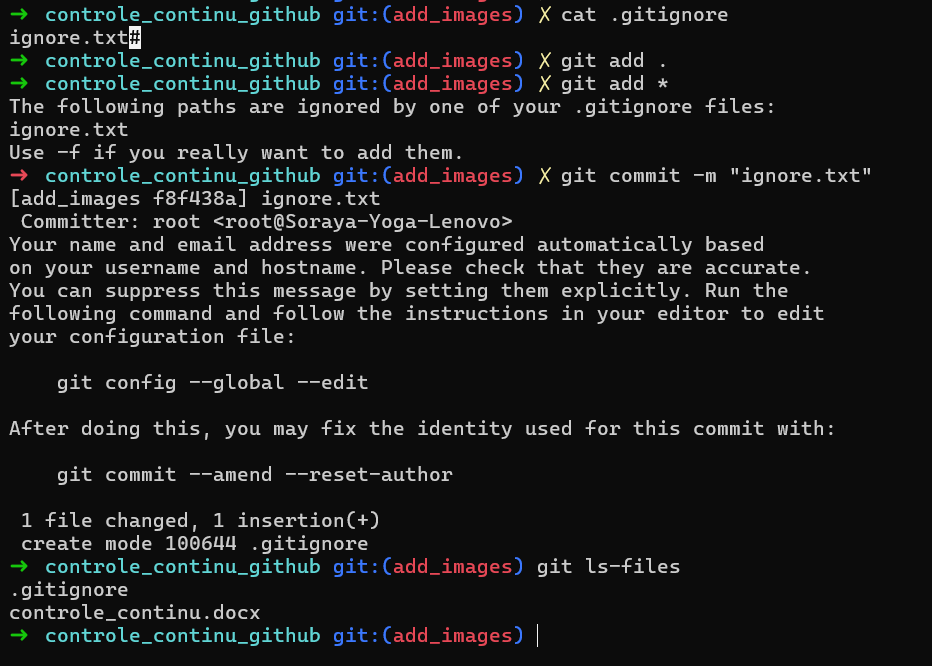 → controle_continu_github git:(add_images) ✗ cat .gitignore
ignore.txt#
→ controle_continu_github git:(add_images) ✗ git add .
→ controle_continu_github git:(add_images) ✗ git add *
The following paths are ignored by one of your .gitignore files:
ignore.txt
Use -f if you really want to add them.
→ controle_continu_github git:(add_images) ✗ git commit -m "ignore.txt"
[add_images f8f438a] ignore.txt
 Committer: root <root@Soraya-Yoga-Lenovo>
Your name and email address were configured automatically based
on your username and hostname. Please check that they are accurate.
You can suppress this message by setting them explicitly. Run the
following command and follow the instructions in your editor to edit
your configuration file:

    git config --global --edit

After doing this, you may fix the identity used for this commit with:

    git commit --amend --reset-author

 1 file changed, 1 insertion(+)
 create mode 100644 .gitignore
→ controle_continu_github git:(add_images) git ls-files
.gitignore
controle_continu.docx
→ controle_continu_github git:(add_images)